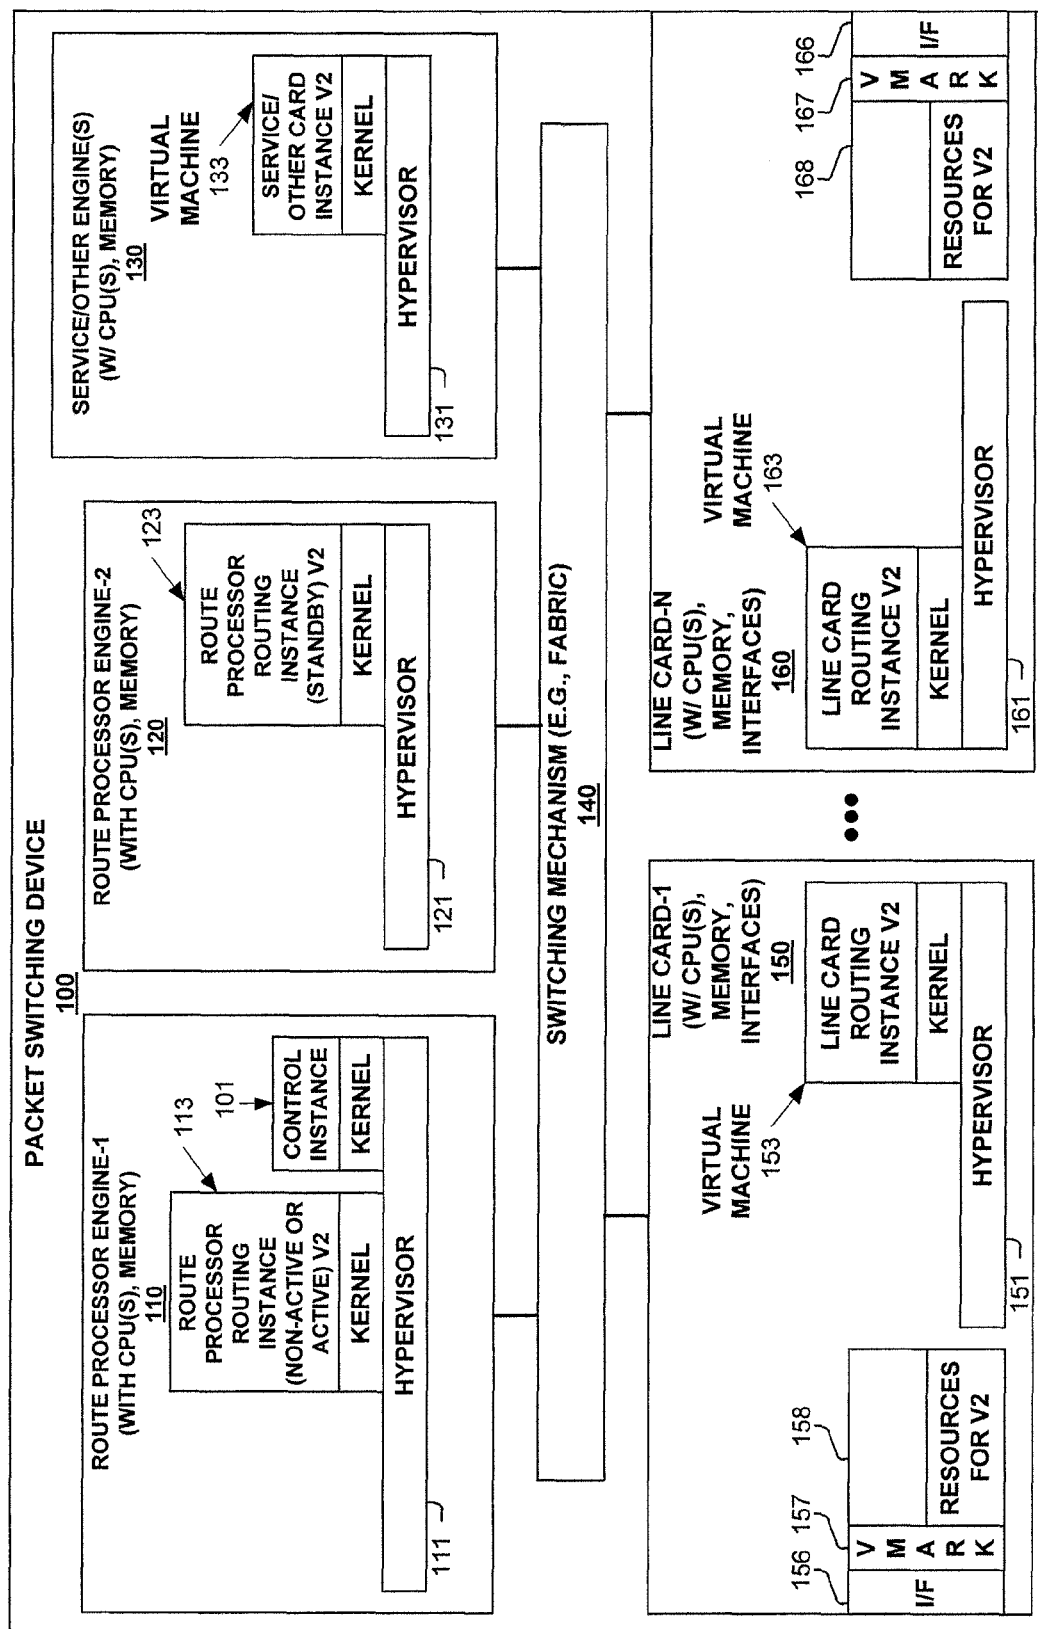 PACKET SWITCHING DEVICE
100
ROUTE PROCESSOR ENGINE-1
(WITH CPU(S), MEMORY)
110
113
ROUTE
PROCESSOR
ROUTING
INSTANCE
(NON-ACTIVE OR
ACTIVE) V2
KERNEL
101
CONTROL
INSTANCE
KERNEL
HYPERVISOR
111
ROUTE PROCESSOR ENGINE-2
(WITH CPU(S), MEMORY)
120
123
ROUTE
PROCESSOR
ROUTING
INSTANCE
(STANDBY) V2
KERNEL
HYPERVISOR
121
SERVICE/OTHER ENGINE(S)
(W/ CPU(S), MEMORY)
130
VIRTUAL
MACHINE
133
SERVICE/
OTHER CARD
INSTANCE V2
KERNEL
HYPERVISOR
131
SWITCHING MECHANISM (E.G., FABRIC)
140
LINE CARD-1
(W/ CPU(S),
MEMORY,
INTERFACES)
150
VIRTUAL
MACHINE
153
LINE CARD
ROUTING
INSTANCE V2
KERNEL
HYPERVISOR
151
156
157
158
I/F
V
M
A
R
K
RESOURCES
FOR V2
LINE CARD-N
(W/ CPU(S),
MEMORY,
INTERFACES)
160
VIRTUAL
MACHINE
163
LINE CARD
ROUTING
INSTANCE V2
KERNEL
HYPERVISOR
161
168
167
166
RESOURCES
FOR V2
V
M
A
R
K
I/F